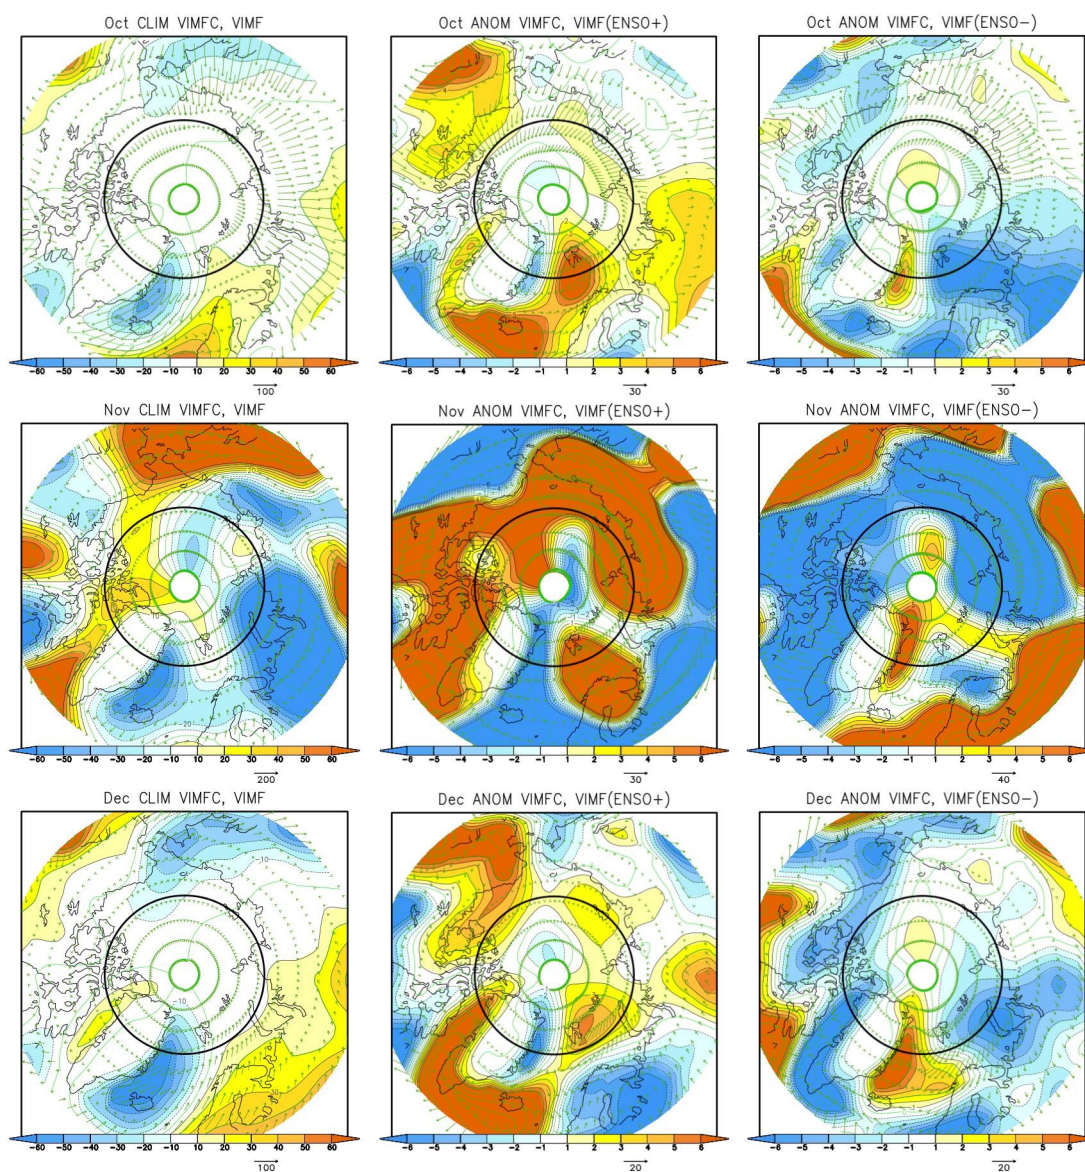 Oct CLIM VIMFC, VIMF
Oct ANOM VIMFC, VIMF(ENSO+)
Oct ANOM VIMFC, VIMF(ENSO−)
-60 -50 -40 -30 -20 -10 10 20 30 40 50 60
-6 -5 -4 -3 -2 -1 1 2 3 4 5 6
-6 -5 -4 -3 -2 -1 1 2 3 4 5 6
100
30
30
Nov CLIM VIMFC, VIMF
Nov ANOM VIMFC, VIMF(ENSO+)
Nov ANOM VIMFC, VIMF(ENSO−)
-60 -50 -40 -30 -20 -10 10 20 30 40 50 60
-6 -5 -4 -3 -2 -1 1 2 3 4 5 6
-6 -5 -4 -3 -2 -1 1 2 3 4 5 6
200
30
40
Dec CLIM VIMFC, VIMF
Dec ANOM VIMFC, VIMF(ENSO+)
Dec ANOM VIMFC, VIMF(ENSO−)
-10
-10
-60 -50 -40 -30 -20 -10 10 20 30 40 50 60
-6 -5 -4 -3 -2 -1 1 2 3 4 5 6
-6 -5 -4 -3 -2 -1 1 2 3 4 5 6
100
20
20